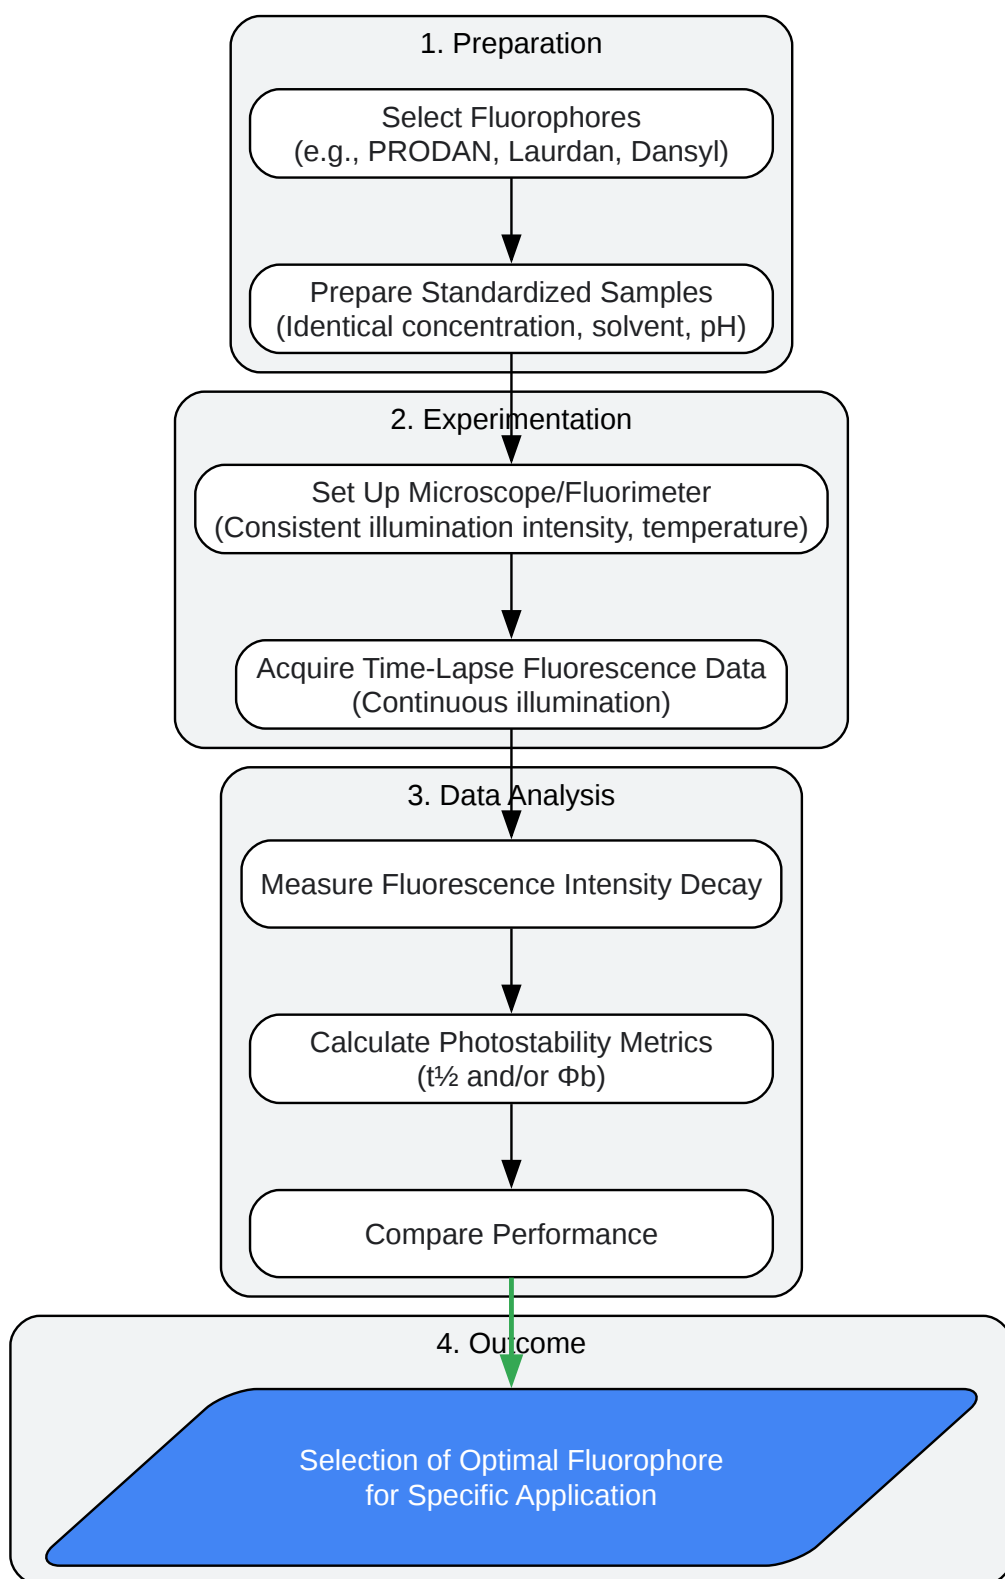 1. Preparation
Select Fluorophores
(e.g., PRODAN, Laurdan, Dansyl)
Prepare Standardized Samples
(Identical concentration, solvent, pH)
2. Experimentation
Set Up Microscope/Fluorimeter
(Consistent illumination intensity, temperature)
Acquire Time-Lapse Fluorescence Data
(Continuous illumination)
3. Data Analysis
Measure Fluorescence Intensity Decay
Calculate Photostability Metrics
(t½ and/or Φb)
Compare Performance
4. Outcome
Selection of Optimal Fluorophore
for Specific Application